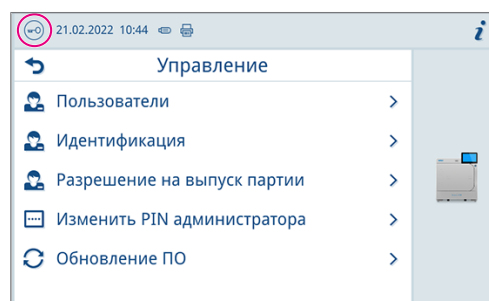 21.02.2022 10:44
i
Управление
Пользователи
Идентификация
Разрешение на выпуск партии
Изменить PIN администратора
Обновление ПО